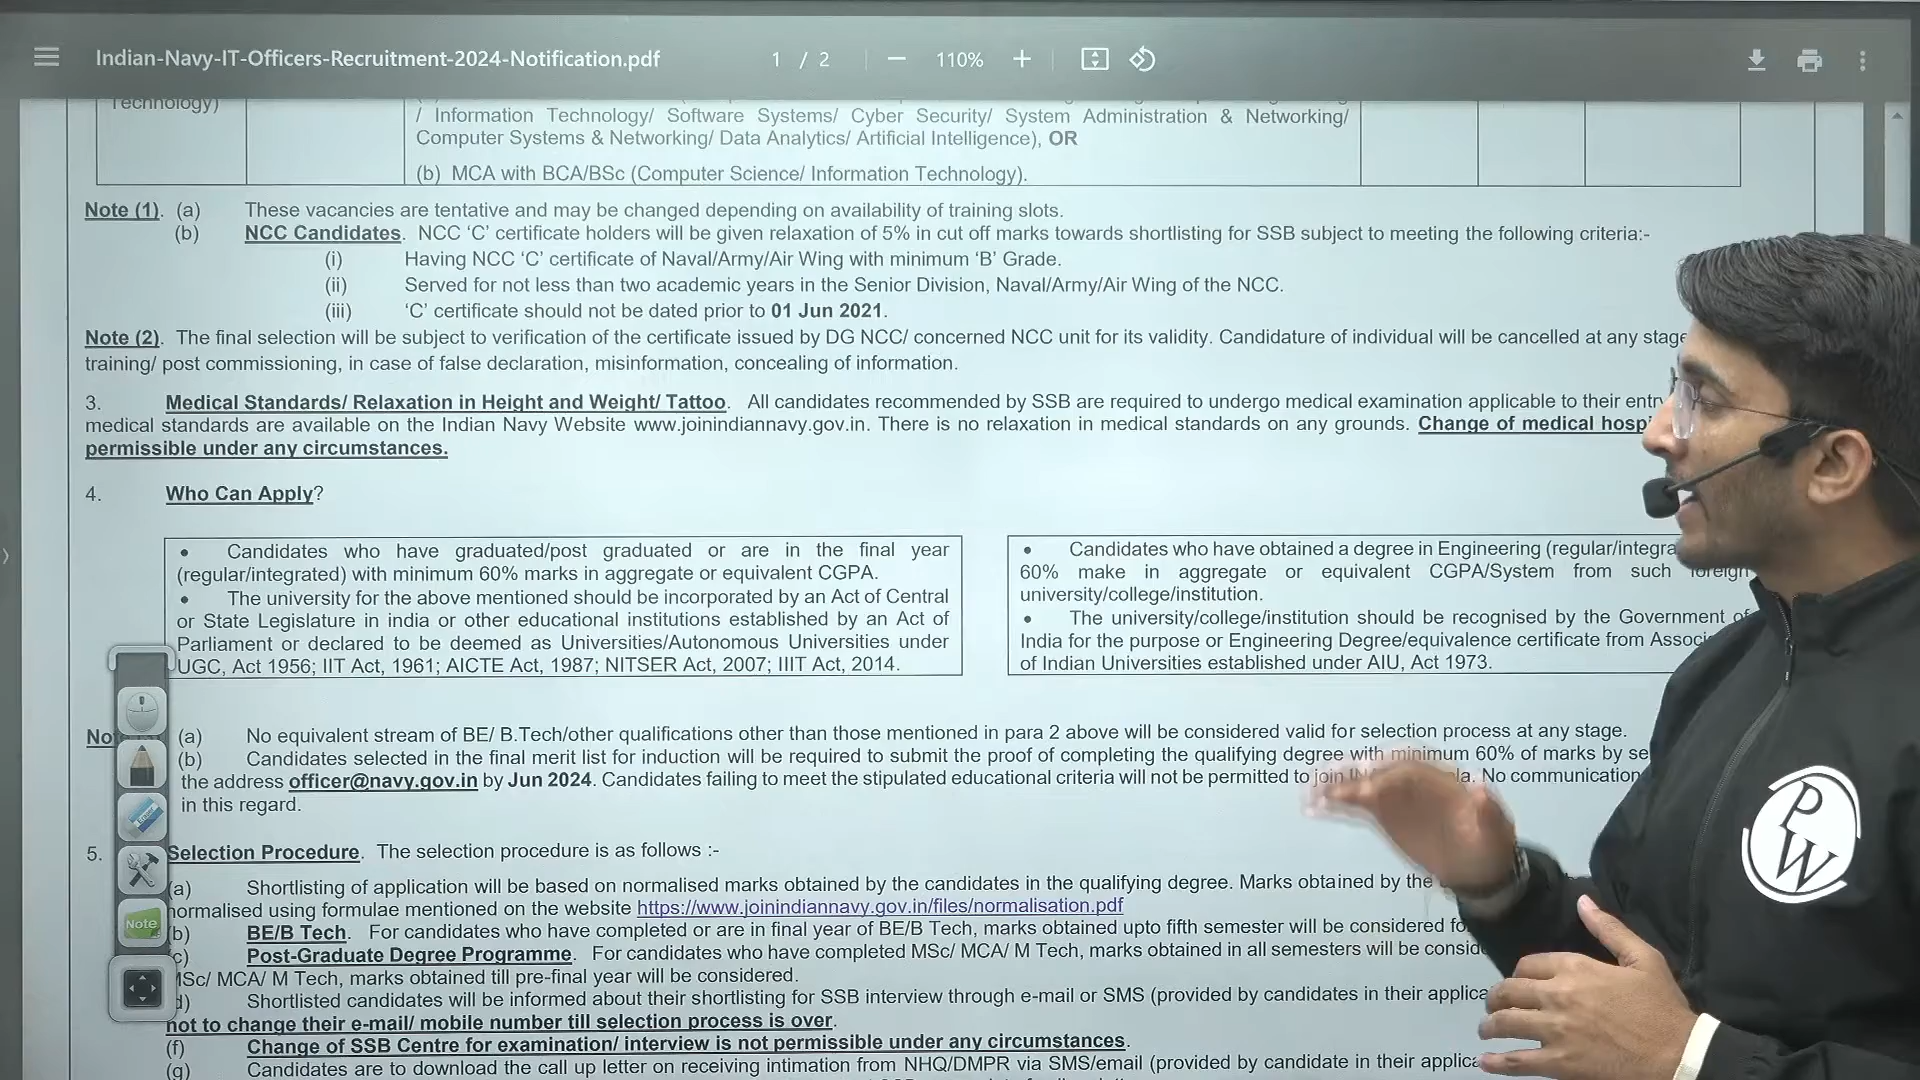 Indian-Navy-IT-Officers-Recruitment-2024-Notification.pdf 1 / 2 110%
Technology)
/ Information Technology/ Software Systems/ Cyber Security/ System Administration & Networking/
Computer Systems & Networking/ Data Analytics/ Artificial Intelligence), OR
(b) MCA with BCA/BSc (Computer Science/ Information Technology).
Note (1). (a) These vacancies are tentative and may be changed depending on availability of training slots.
(b) NCC Candidates. NCC ‘C’ certificate holders will be given relaxation of 5% in cut off marks towards shortlisting for SSB subject to meeting the following criteria:-
(i) Having NCC ‘C’ certificate of Naval/Army/Air Wing with minimum ‘B’ Grade.
(ii) Served for not less than two academic years in the Senior Division, Naval/Army/Air Wing of the NCC.
(iii) ‘C’ certificate should not be dated prior to 01 Jun 2021.
Note (2). The final selection will be subject to verification of the certificate issued by DG NCC/ concerned NCC unit for its validity. Candidature of individual will be cancelled at any stage
training/ post commissioning, in case of false declaration, misinformation, concealing of information.
3. Medical Standards/ Relaxation in Height and Weight/ Tattoo. All candidates recommended by SSB are required to undergo medical examination applicable to their entr
medical standards are available on the Indian Navy Website www.joinindiannavy.gov.in. There is no relaxation in medical standards on any grounds. Change of medical hosp
permissible under any circumstances.
4. Who Can Apply?
• Candidates who have graduated/post graduated or are in the final year
(regular/integrated) with minimum 60% marks in aggregate or equivalent CGPA.
• The university for the above mentioned should be incorporated by an Act of Central
or State Legislature in india or other educational institutions established by an Act of
Parliament or declared to be deemed as Universities/Autonomous Universities under
UGC, Act 1956; IIT Act, 1961; AICTE Act, 1987; NITSER Act, 2007; IIIT Act, 2014.
• Candidates who have obtained a degree in Engineering (regular/integra
60% make in aggregate or equivalent CGPA/System from such foreign
university/college/institution.
• The university/college/institution should be recognised by the Government of
India for the purpose or Engineering Degree/equivalence certificate from Associ
of Indian Universities established under AIU, Act 1973.
No (a) No equivalent stream of BE/ B.Tech/other qualifications other than those mentioned in para 2 above will be considered valid for selection process at any stage.
(b) Candidates selected in the final merit list for induction will be required to submit the proof of completing the qualifying degree with minimum 60% of marks by se
the address officer@navy.gov.in by Jun 2024. Candidates failing to meet the stipulated educational criteria will not be permitted to join la. No communication
in this regard.
5. Selection Procedure. The selection procedure is as follows :-
(a) Shortlisting of application will be based on normalised marks obtained by the candidates in the qualifying degree. Marks obtained by the
normalised using formulae mentioned on the website https://www.joinindiannavy.gov.in/files/normalisation.pdf
(b) BE/B Tech. For candidates who have completed or are in final year of BE/B Tech, marks obtained upto fifth semester will be considered fo
c) Post-Graduate Degree Programme. For candidates who have completed MSc/ MCA/ M Tech, marks obtained in all semesters will be consid
MSc/ MCA/ M Tech, marks obtained till pre-final year will be considered.
d) Shortlisted candidates will be informed about their shortlisting for SSB interview through e-mail or SMS (provided by candidates in their applica
not to change their e-mail/ mobile number till selection process is over.
(f) Change of SSB Centre for examination/ interview is not permissible under any circumstances.
(g) Candidates are to download the call up letter on receiving intimation from NHQ/DMPR via SMS/email (provided by candidate in their applica
Note
P
W